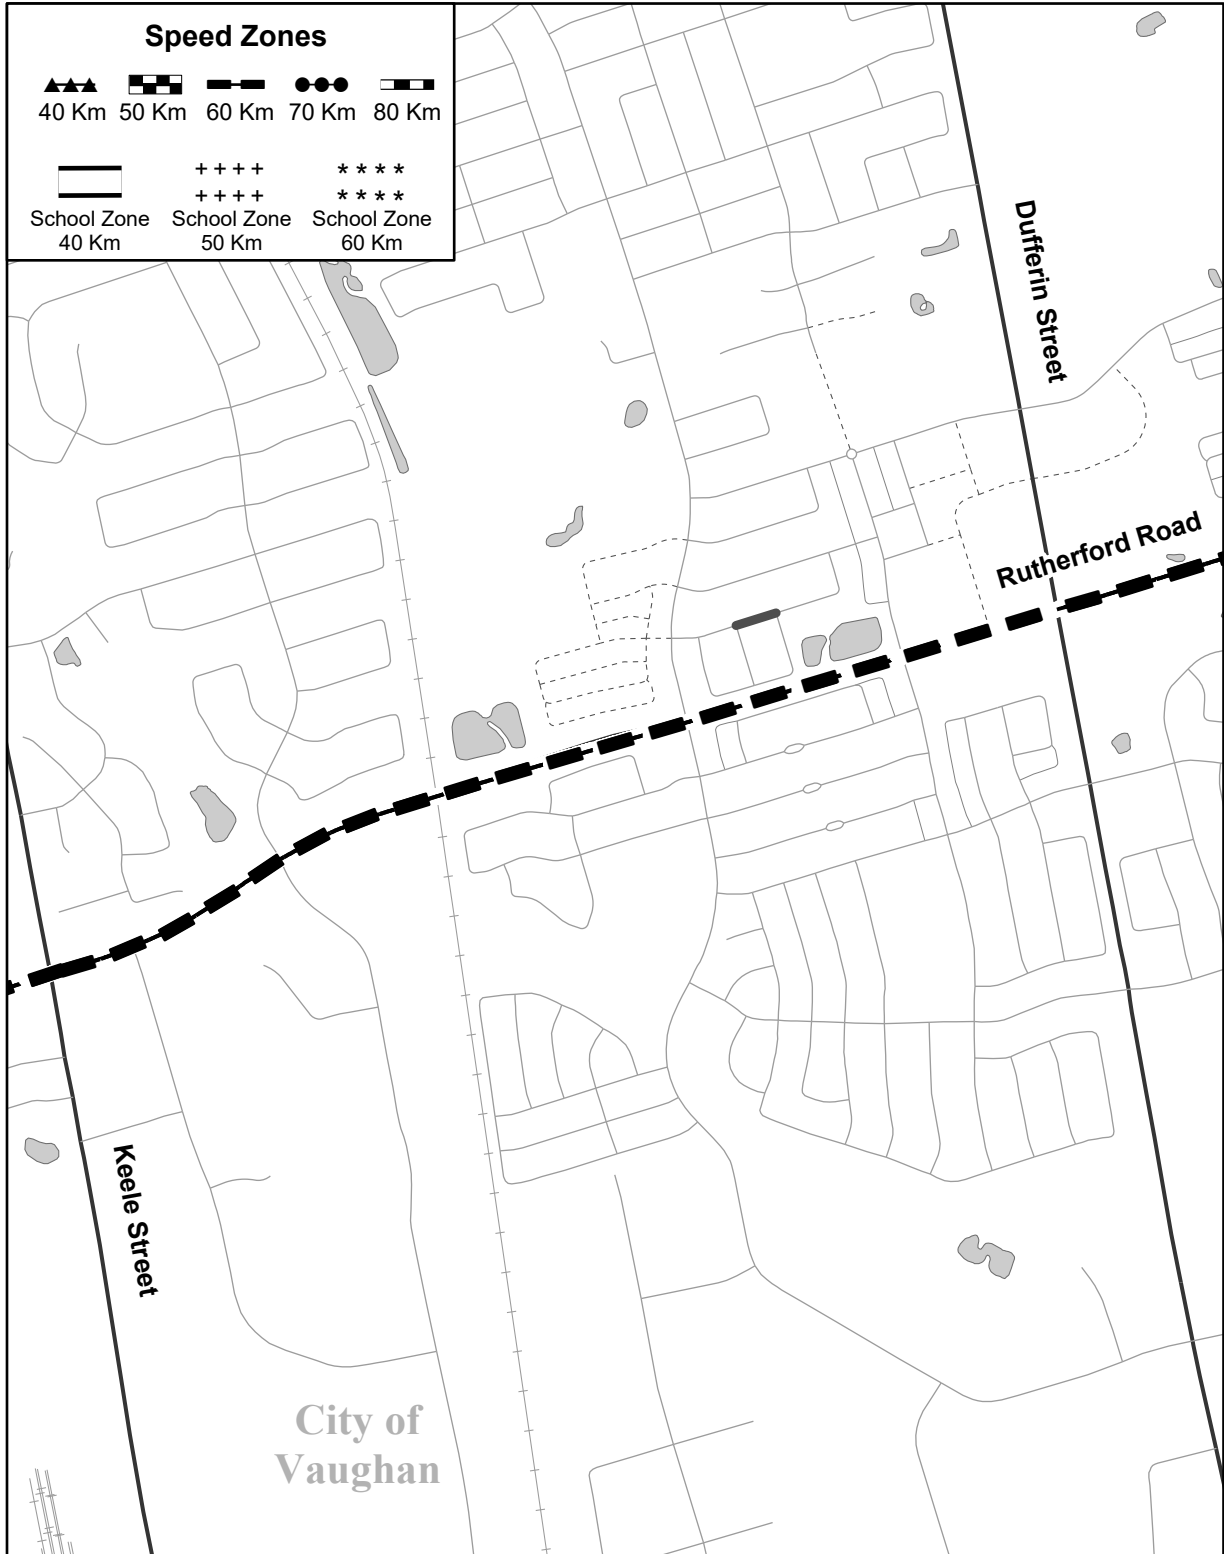 Speed Zones
40 Km 50 Km 60 Km 70 Km 80 Km
School Zone School Zone School Zone
40 Km 50 Km 60 Km
Dufferin Street
Rutherford Road
Keele Street
City of
Vaughan